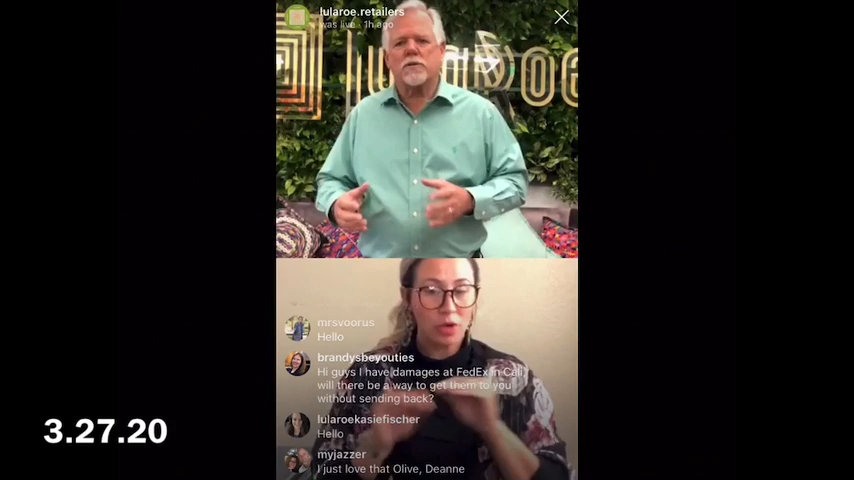 lularoe.retailers
was live · 1h ago
mrsvoorus
Hello
brandysbeyouties
Hi guys I have damages at FedEx in Cali,
will there be a way to get them to you
without sending back?
lularoekasiefischer
Hello
myjazzer
I just love that Olive, Deanne
3.27.20